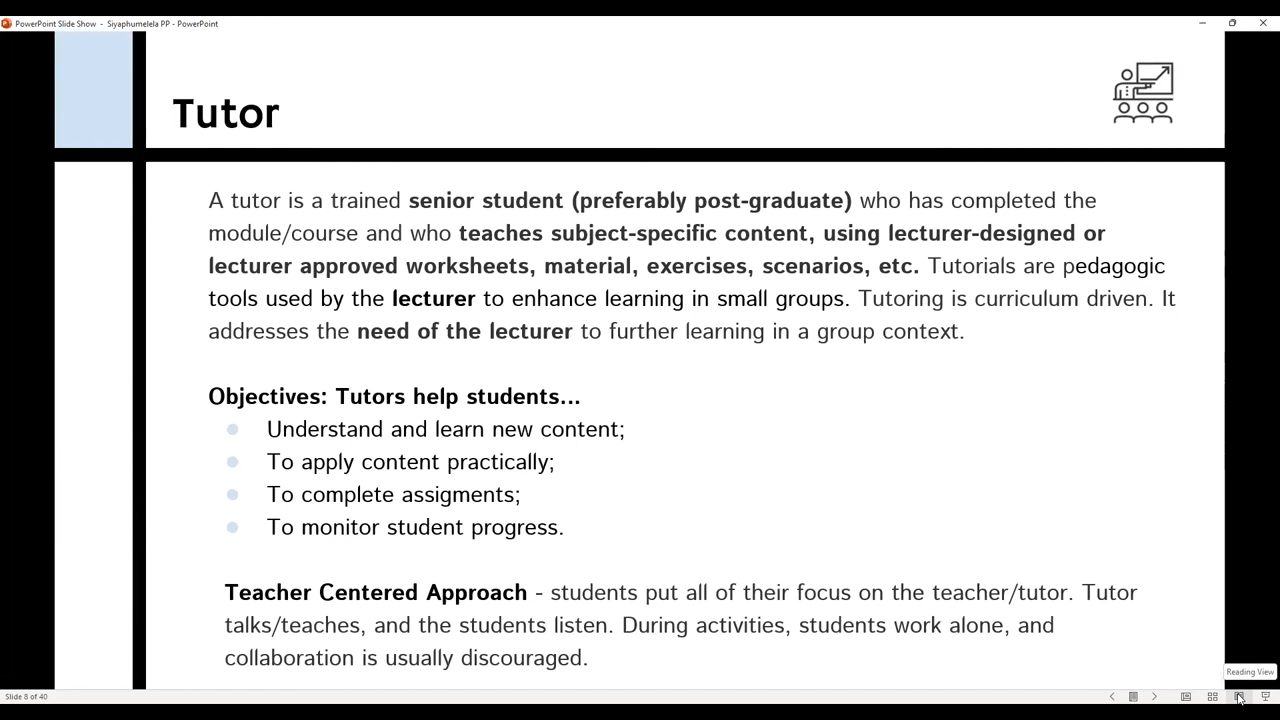 PowerPoint Slide Show - Siyaphumelela PP - PowerPoint
Tutor
A tutor is a trained senior student (preferably post-graduate) who has completed the
module/course and who teaches subject-specific content, using lecturer-designed or
lecturer approved worksheets, material, exercises, scenarios, etc. Tutorials are pedagogic
tools used by the lecturer to enhance learning in small groups. Tutoring is curriculum driven. It
addresses the need of the lecturer to further learning in a group context.
Objectives: Tutors help students...
Understand and learn new content;
To apply content practically;
To complete assigments;
To monitor student progress.
Teacher Centered Approach - students put all of their focus on the teacher/tutor. Tutor
talks/teaches, and the students listen. During activities, students work alone, and
collaboration is usually discouraged.
Reading View
Slide 8 of 40